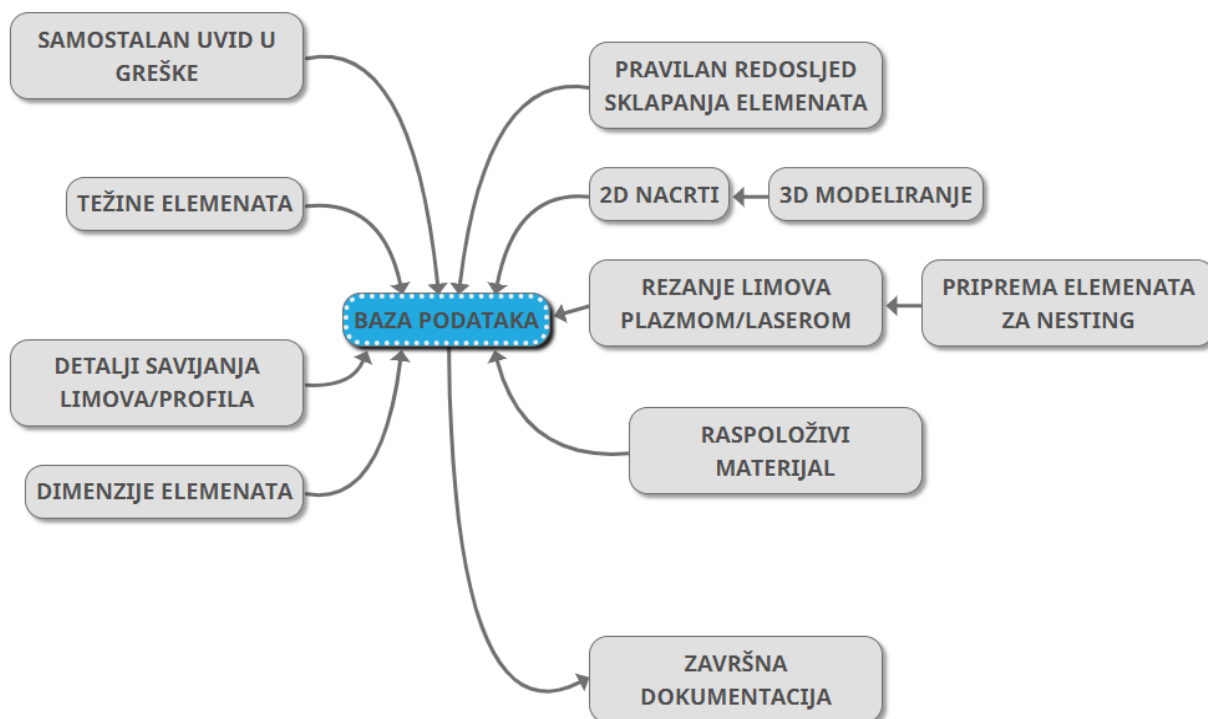 SAMOSTALAN UVID U
GREŠKE
PRAVILAN REDOSLJED
SKLAPANJA ELEMENATA
TEŽINE ELEMENATA
2D NACRTI
3D MODELIRANJE
BAZA PODATAKA
REZANJE LIMOVA
PLAZMOM/LASEROM
PRIPREMA ELEMENATA
ZA NESTING
DETALJI SAVIJANJA
LIMOVA/PROFILA
RASPOLOŽIVI
MATERIJAL
DIMENZIJE ELEMENATA
ZAVRŠNA
DOKUMENTACIJA